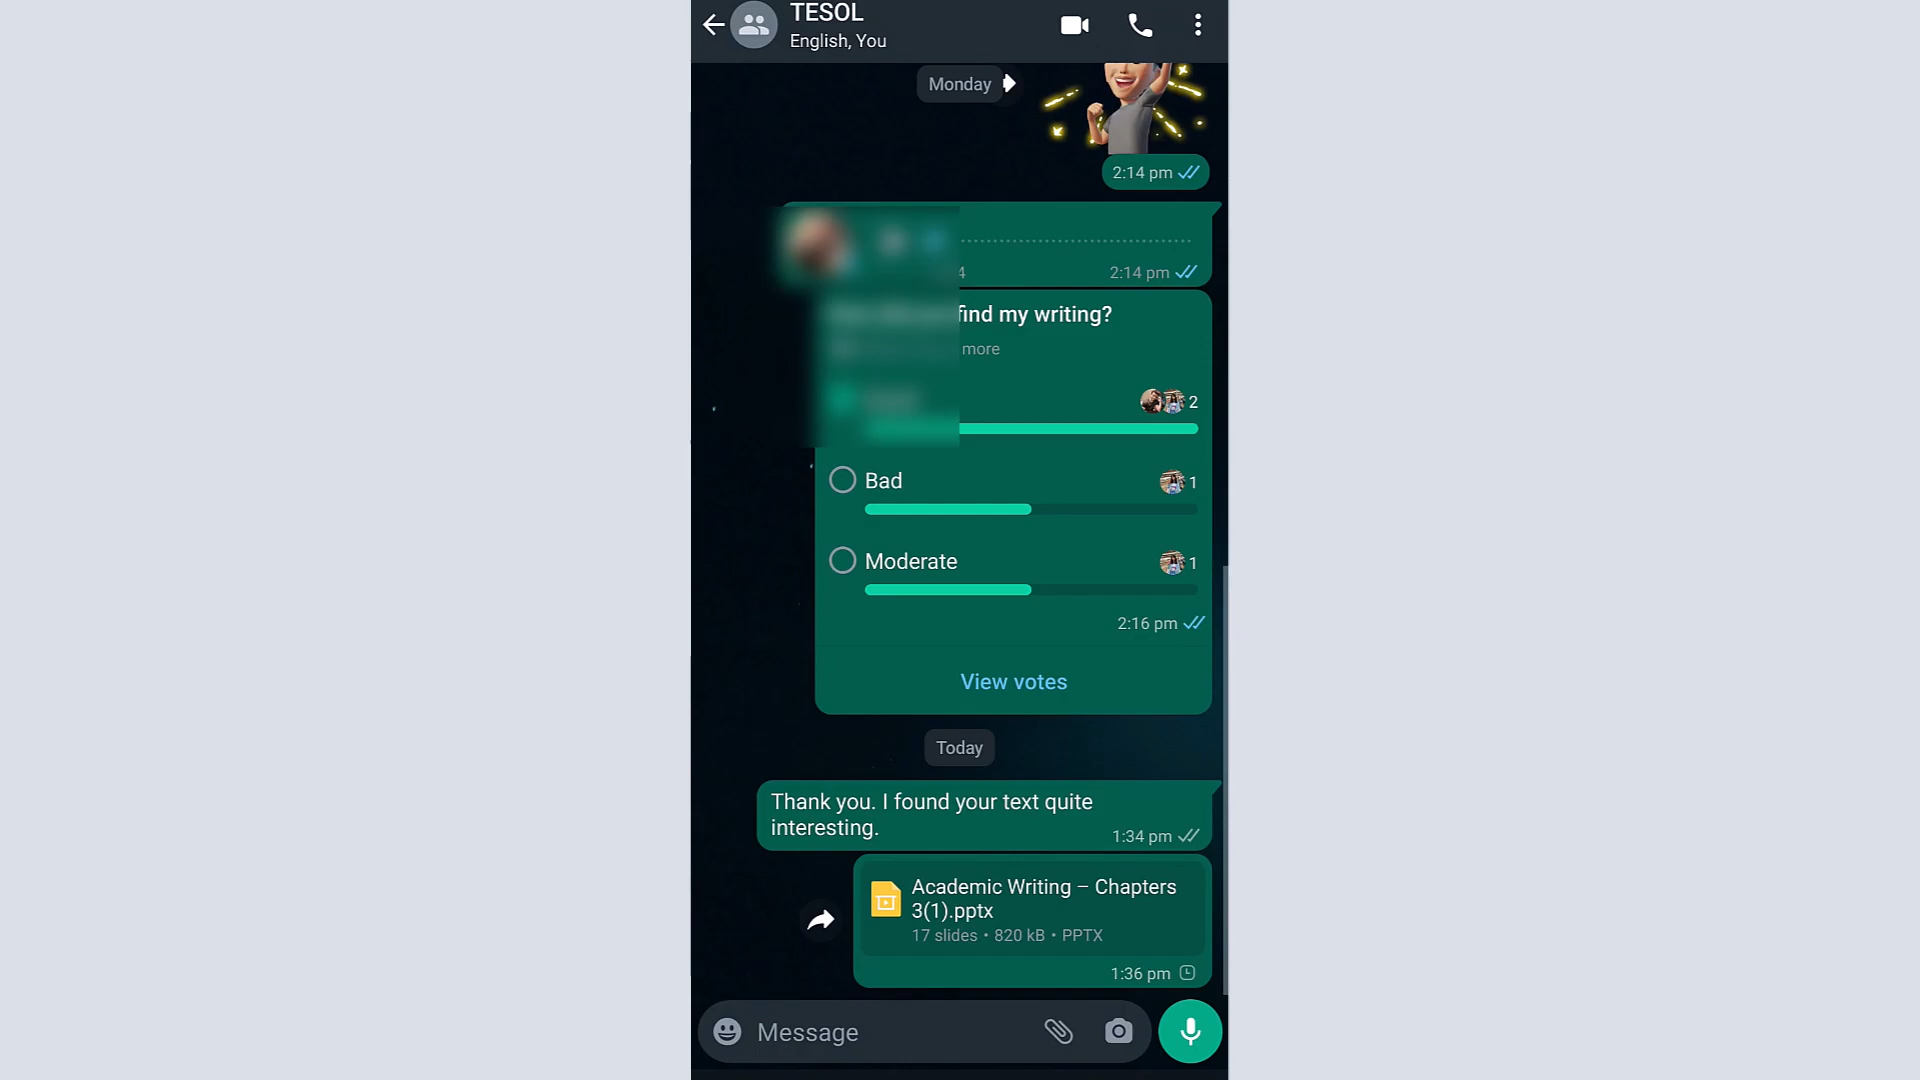 TESOL
English, You
Monday
2:14 pm
4 2:14 pm
find my writing?
more
2
Bad 1
Moderate 1
2:16 pm
View votes
Today
Thank you. I found your text quite
interesting.
1:34 pm
Academic Writing – Chapters
3(1).pptx
17 slides • 820 kB • PPTX
1:36 pm
Message